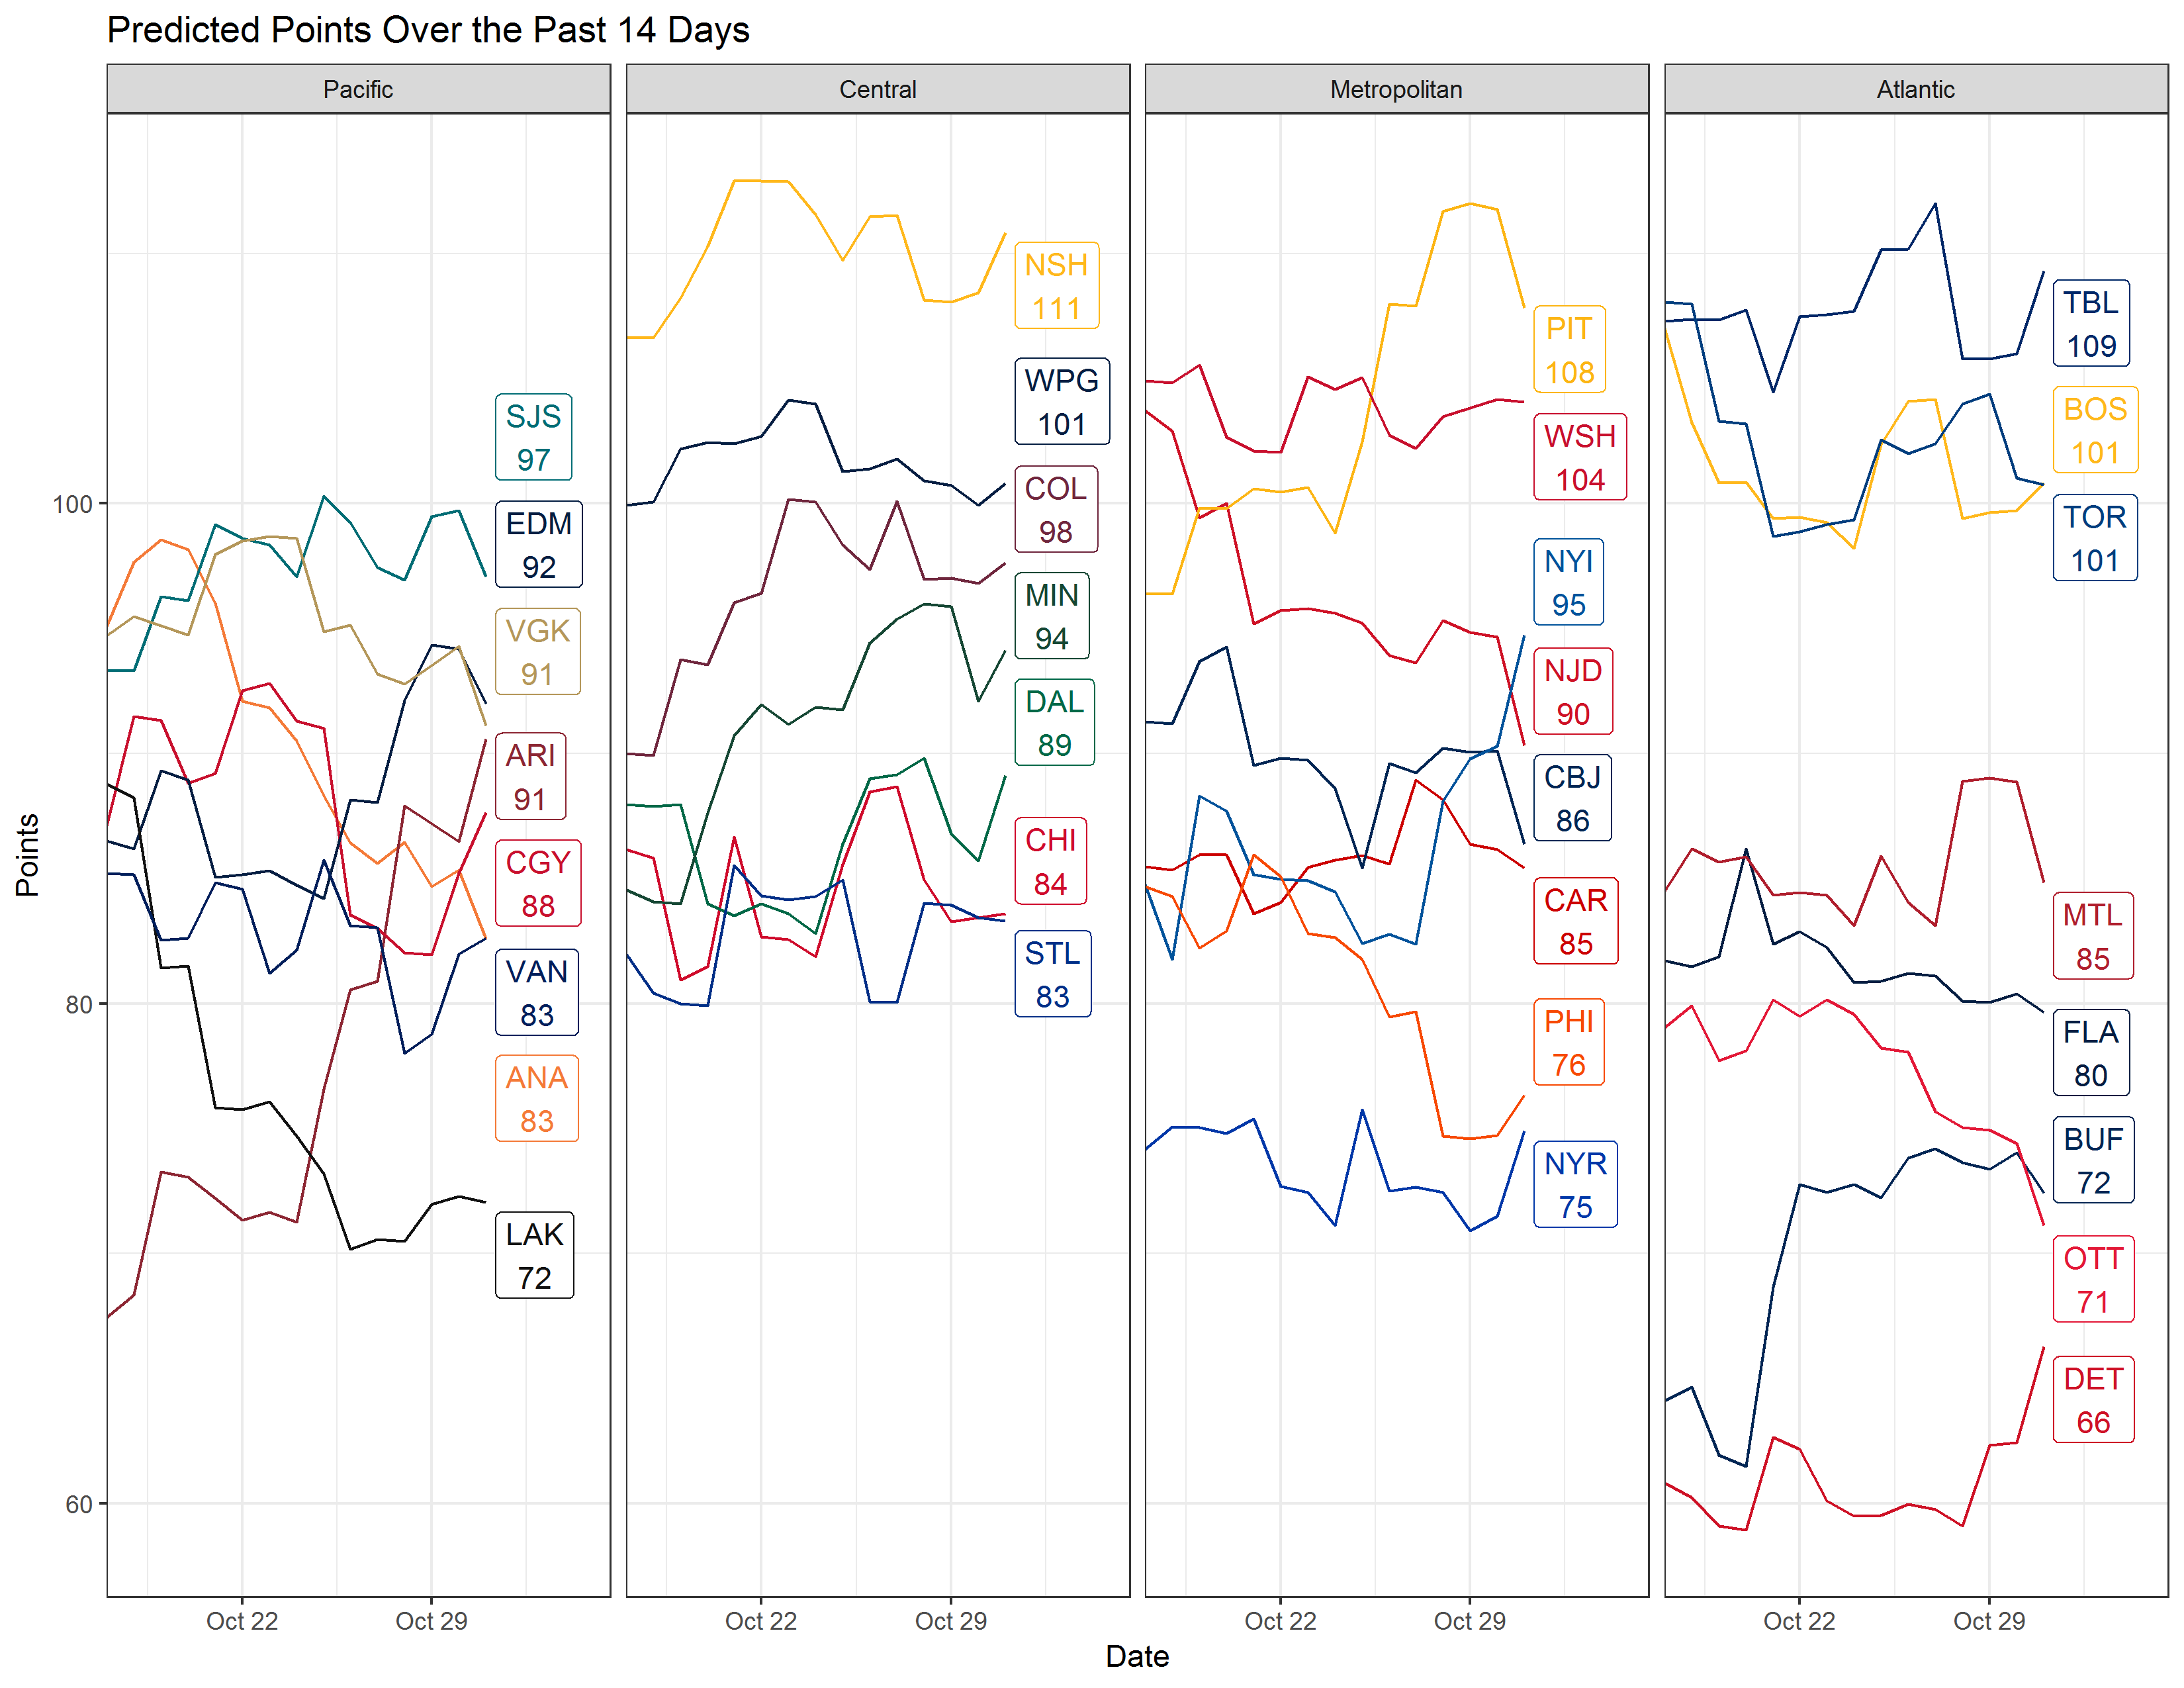 Predicted Points Over the Past 14 Days
Pacific
Central
Metropolitan
Atlantic
Points
100
80
60
SJS
97
EDM
92
VGK
91
ARI
91
CGY
88
VAN
83
ANA
83
LAK
72
NSH
111
WPG
101
COL
98
MIN
94
DAL
89
CHI
84
STL
83
PIT
108
WSH
104
NYI
95
NJD
90
CBJ
86
CAR
85
PHI
76
NYR
75
TBL
109
BOS
101
TOR
101
MTL
85
FLA
80
BUF
72
OTT
71
DET
66
Oct 22
Oct 29
Oct 22
Oct 29
Oct 22
Oct 29
Oct 22
Oct 29
Date